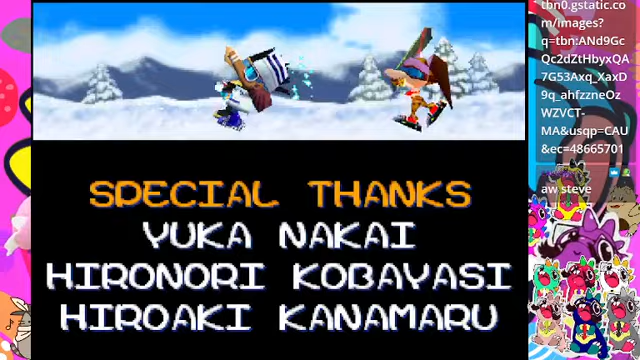 SPECIAL THANKS
YUKA NAKAI
HIRONORI KOBAYASI
HIROAKI KANAMARU
tbn0.gstatic.co
m/images?
q=tbn:ANd9Gc
Qc2dZtHbyxQA
7G53Axq_XaxD
9q_ahfzzneOz
WZVCT-
MA&usqp=CAU
&ec=48665701
aw steve